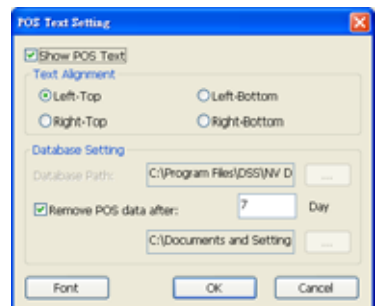 POS Text Setting
Show POS Text
Text Alignment
Left-Top Left-Bottom
Right-Top Right-Bottom
Database Setting
Database Path: C:\Program Files\DSS\NV D ...
Remove POS data after: 7 Day
C:\Documents and Setting ...
Font OK Cancel